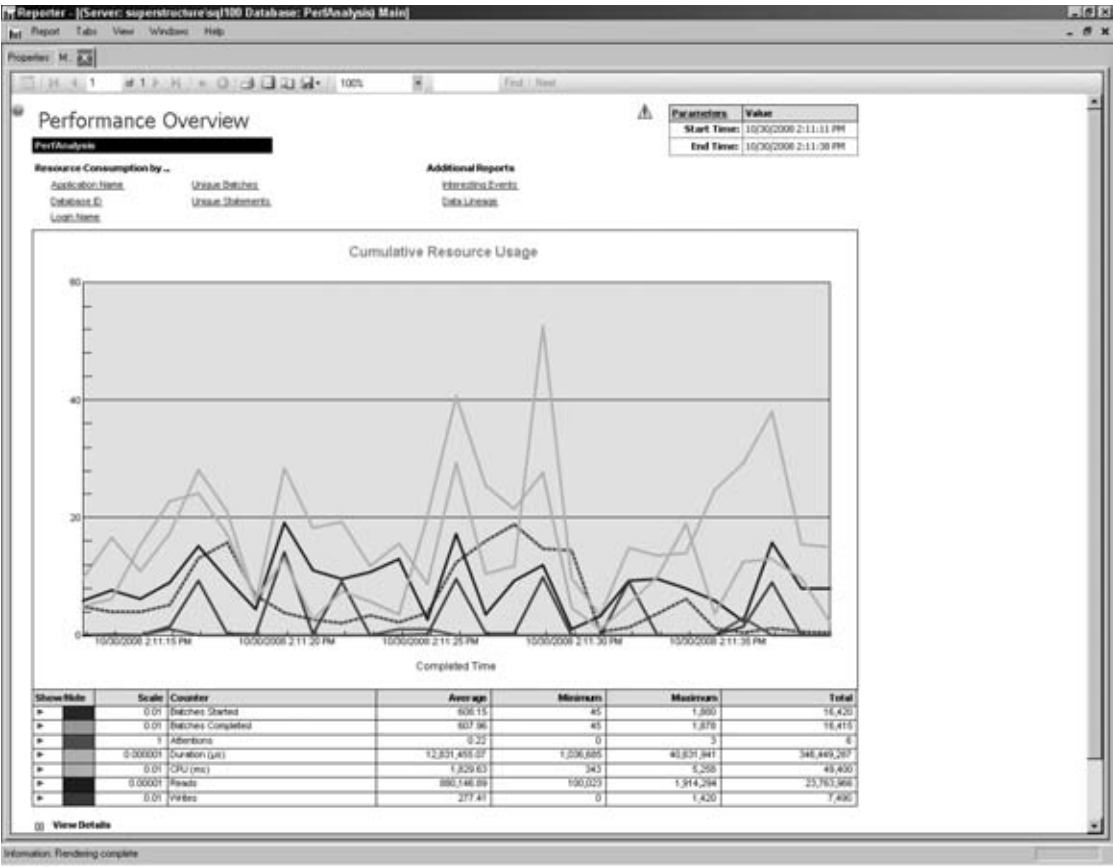 Reporter - [(Server: superstructure\sql100 Database: PerfAnalysis) Main]
Report Tabs View Windows Help
Properties M..
1 of 1 100% Find | Next
Performance Overview
PerfAnalysis
Parameters Value
Start Time: 10/30/2008 2:11:11 PM
End Time: 10/30/2008 2:11:38 PM
Resource Consumption by ...
Additional Reports
Application Name Unique Batches Interesting Events
Database ID Unique Statements Data Lineage
Login Name
Cumulative Resource Usage
60
40
20
0
10/30/2008 2:11:15 PM 10/30/2008 2:11:20 PM 10/30/2008 2:11:25 PM 10/30/2008 2:11:30 PM 10/30/2008 2:11:35 PM
Completed Time
Show/Hide Scale Counter Average Minimum Maximum Total
0.01 Batches Started 608.15 45 1,880 16,420
0.01 Batches Completed 607.96 45 1,878 16,415
1 Attentions 0.22 0 3 6
0.000001 Duration (µs) 12,831,455.07 1,036,685 40,831,941 346,449,287
0.01 CPU (ms) 1,829.63 343 5,258 49,400
0.00001 Reads 880,146.89 100,023 1,914,294 23,763,966
0.01 Writes 277.41 0 1,420 7,490
View Details
Information: Rendering complete